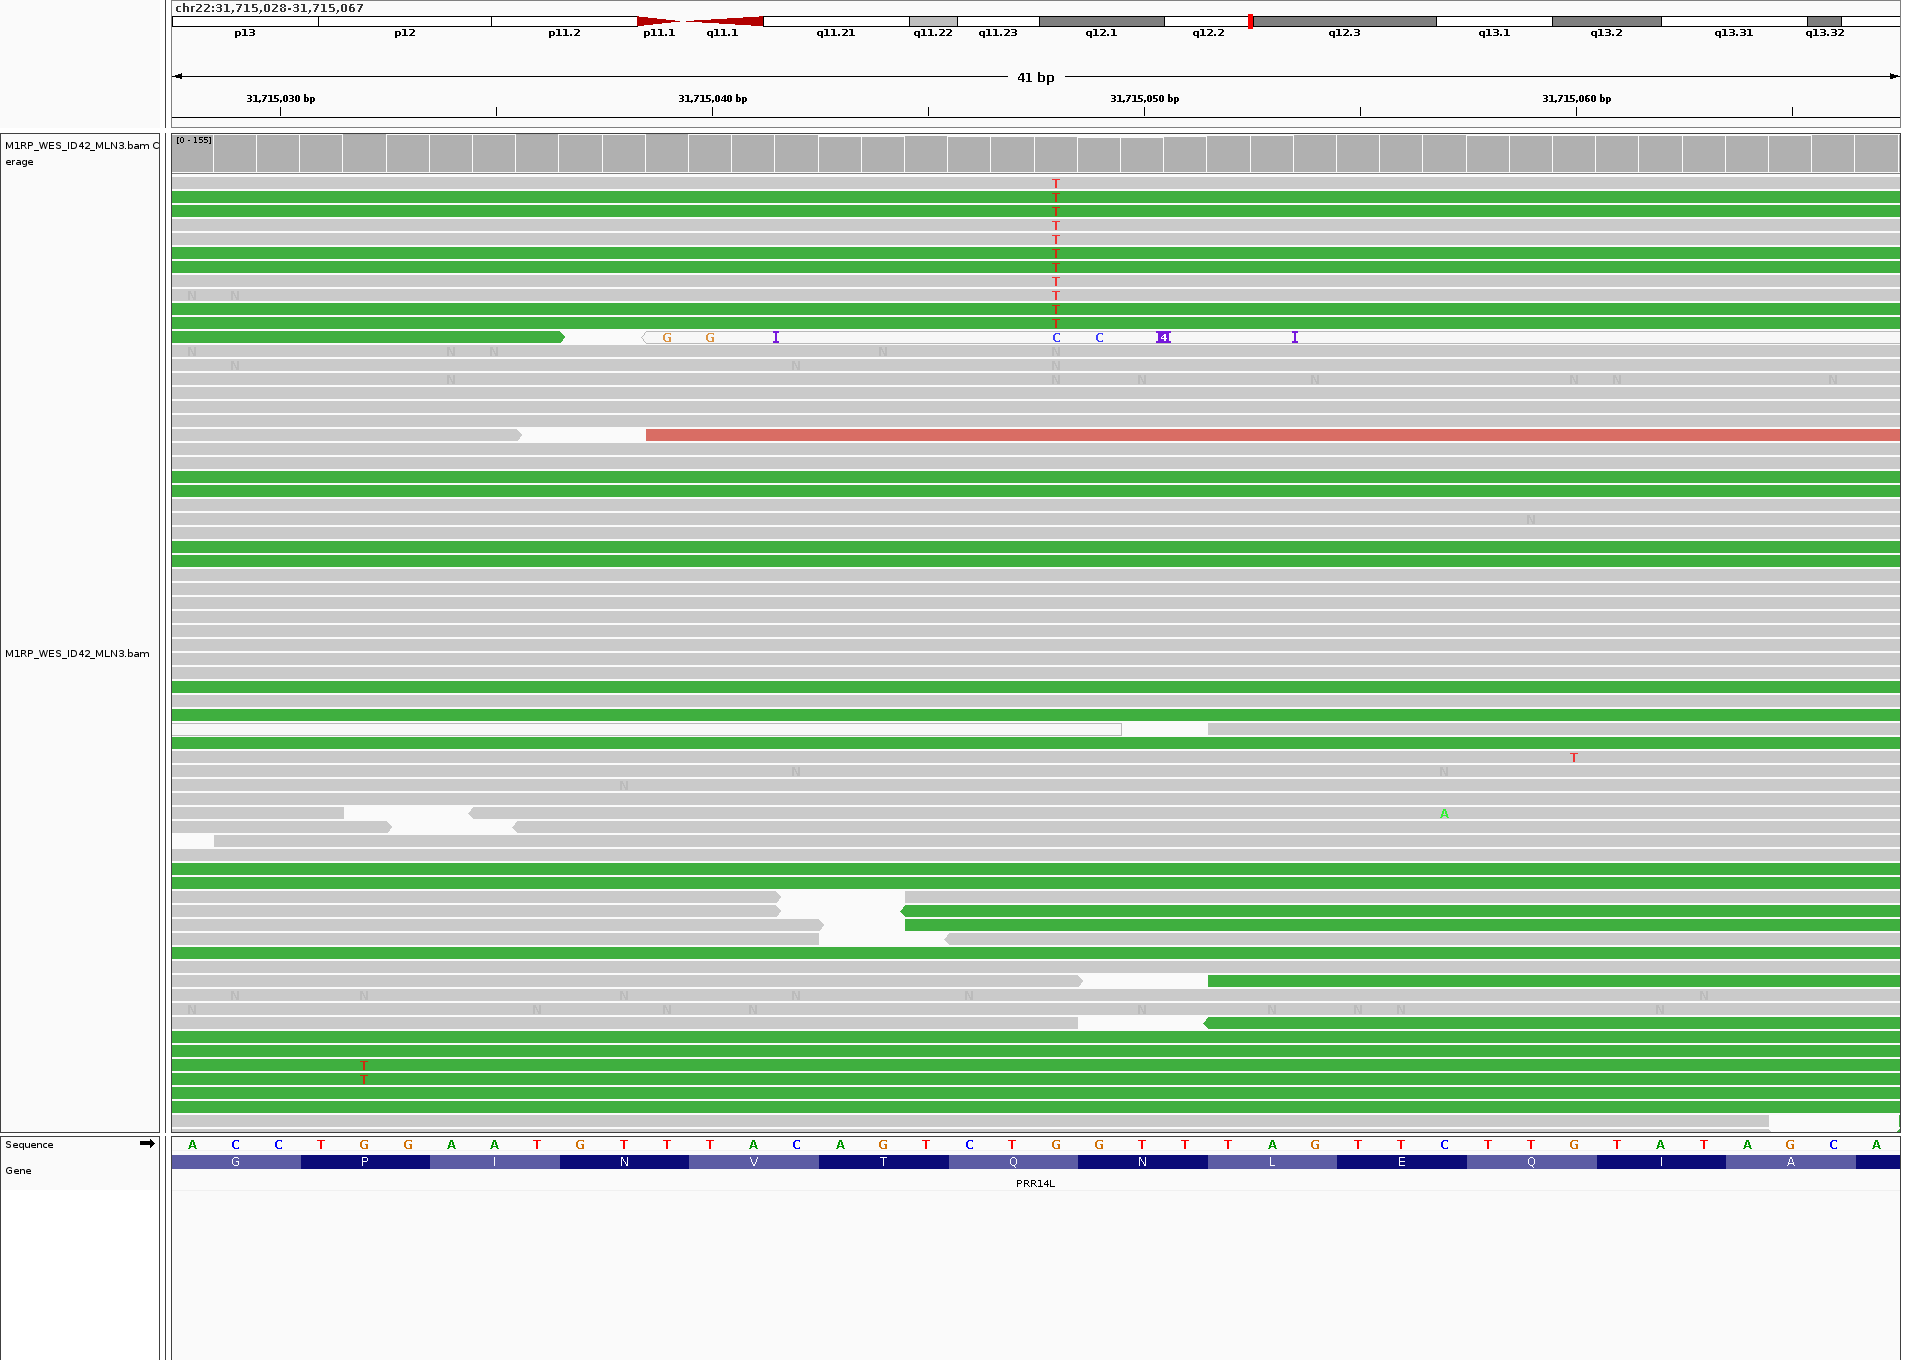 chr22:31,715,028-31,715,067
p13 p12 p11.2 p11.1 q11.1 q11.21 q11.22 q11.23 q12.1 q12.2 q12.3 q13.1 q13.2 q13.31 q13.32
41 bp
31,715,030 bp 31,715,040 bp 31,715,050 bp 31,715,060 bp
M1RP_WES_ID42_MLN3.bam C
erage
[0 - 155]
T
T
T
T
T
T
T
T
N N T
T
T
G G I C C 4 I
N N N N N
N N N
N N N N N N N
N
M1RP_WES_ID42_MLN3.bam
T
N N
N
A
N N N N N N
N N N N N N N N N
T
T
Sequence A C C T G G A A T G T T T A C A G T C T G G T T T A G T T C T T G T A T A G C A
Gene G P I N V T Q N L E Q I A
PRR14L